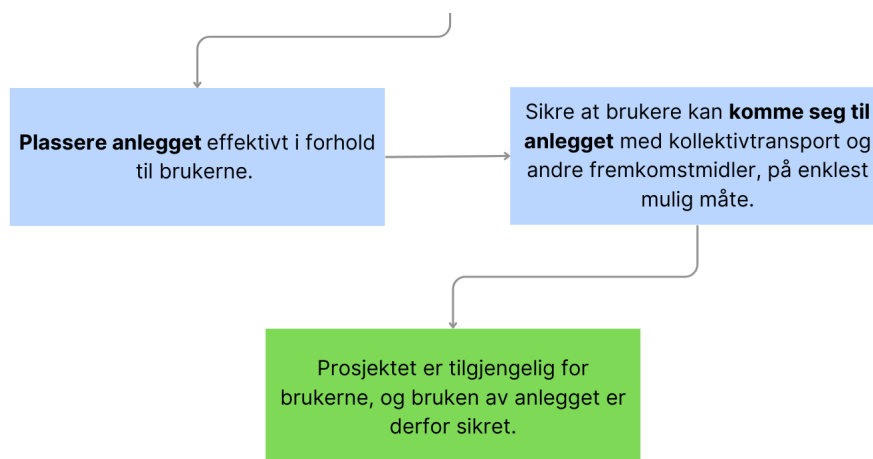 Plassere anlegget effektivt i forhold
til brukerne.
Sikre at brukere kan komme seg til
anlegget med kollektivtransport og
andre fremkomstmidler, på enklest
mulig måte.
Prosjektet er tilgjengelig for
brukerne, og bruken av anlegget er
derfor sikret.